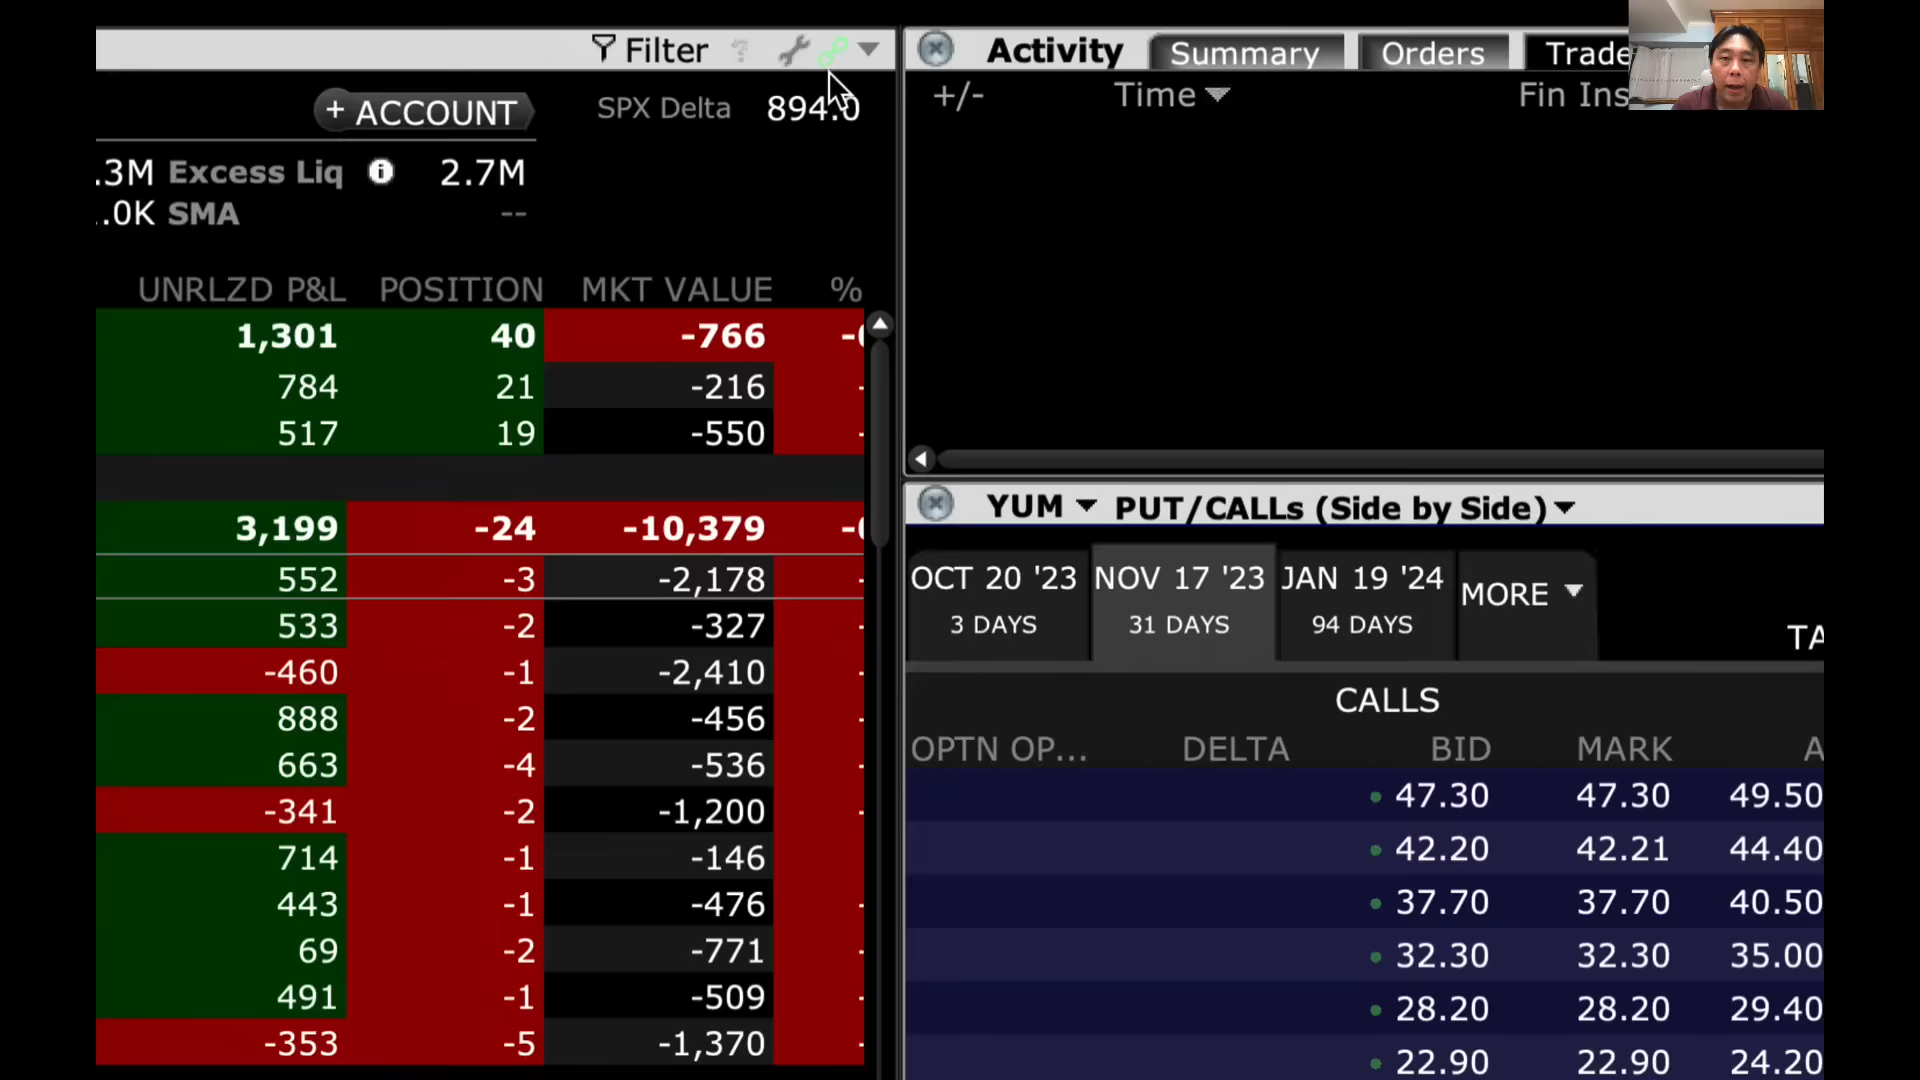 Filter
+ ACCOUNT
SPX Delta 894.0
.3M Excess Liq i 2.7M
.0K SMA --
UNRLZD P&L POSITION MKT VALUE %
1,301 40 -766
784 21 -216
517 19 -550
3,199 -24 -10,379
552 -3 -2,178
533 -2 -327
-460 -1 -2,410
888 -2 -456
663 -4 -536
-341 -2 -1,200
714 -1 -146
443 -1 -476
69 -2 -771
491 -1 -509
-353 -5 -1,370
Activity Summary Orders Trade
+/- Time Fin Ins
YUM PUT/CALLs (Side by Side)
OCT 20 '23 NOV 17 '23 JAN 19 '24 MORE
3 DAYS 31 DAYS 94 DAYS
TA
CALLS
OPTN OP... DELTA BID MARK A
47.30 47.30 49.50
42.20 42.21 44.40
37.70 37.70 40.50
32.30 32.30 35.00
28.20 28.20 29.40
22.90 22.90 24.20